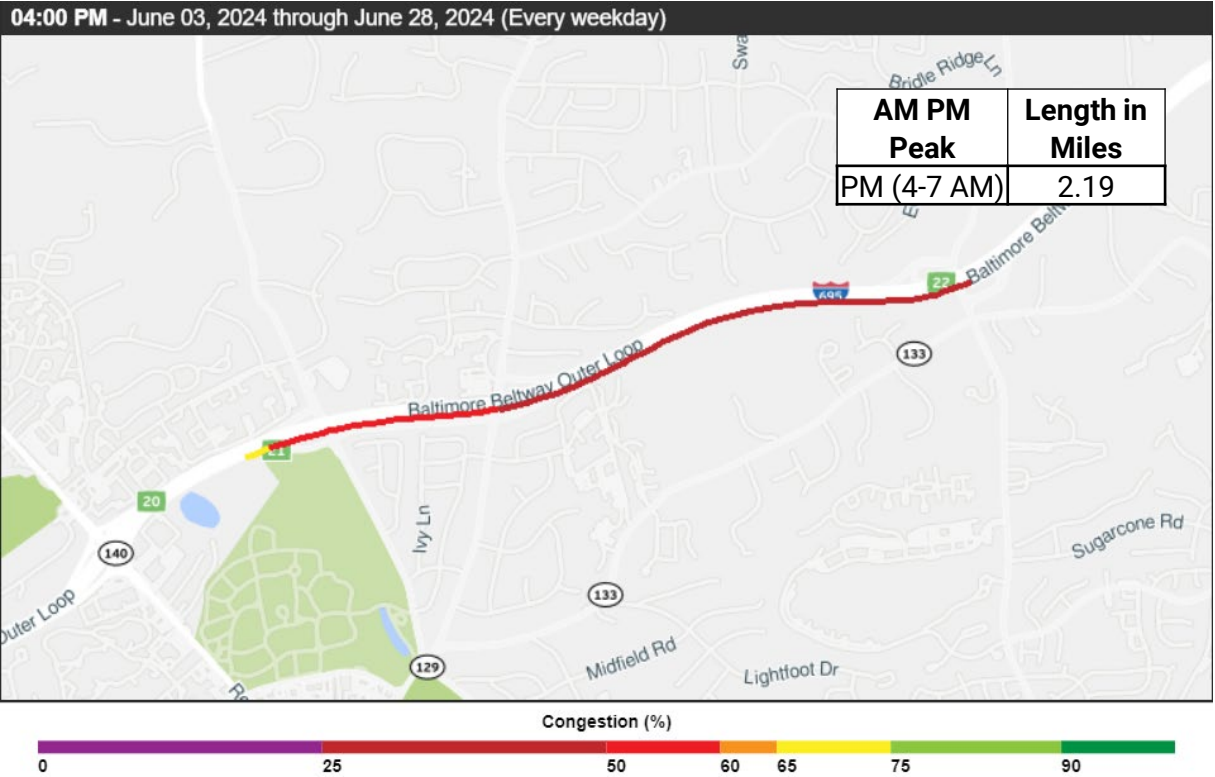 04:00 PM - June 03, 2024 through June 28, 2024 (Every weekday)
Swa
Bridle Ridge Ln
AM PM
Peak
Length in
Miles
PM (4-7 AM)
2.19
E
Baltimore Beltw
22
695
133
Baltimore Beltway Outer Loop
21
20
140
Ivy Ln
Sugarcone Rd
133
Outer Loop
Midfield Rd
129
Lightfoot Dr
Re
Congestion (%)
0 25 50 60 65 75 90